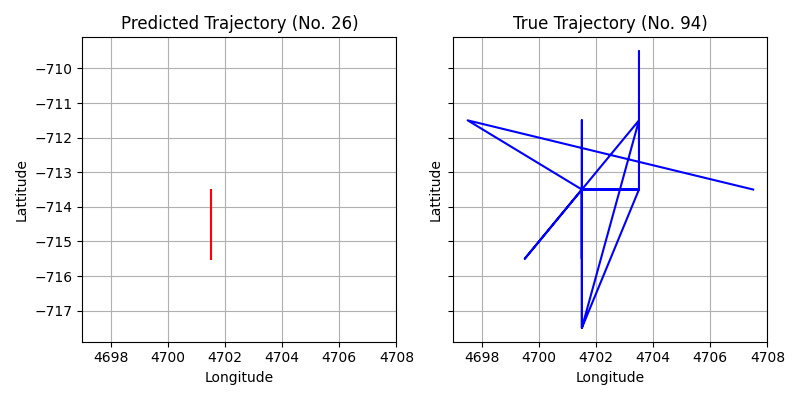 Predicted Trajectory (No. 26)
−710
−711
−712
−713
−714
−715
−716
−717
Lattitude
4698 4700 4702 4704 4706 4708
Longitude
True Trajectory (No. 94)
Lattitude
4698 4700 4702 4704 4706 4708
Longitude